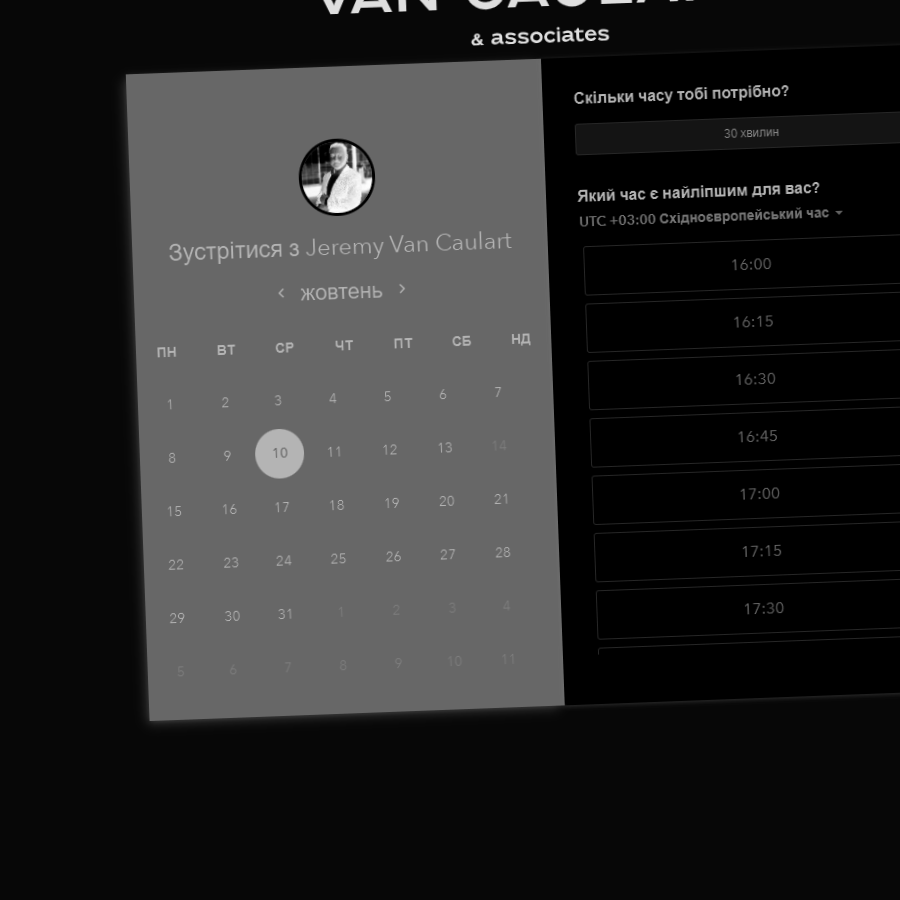 & associates
Зустрітися з Jeremy Van Caulart
жовтень
ПН ВТ СР ЧТ ПТ СБ НД
1 2 3 4 5 6 7
8 9 10 11 12 13 14
15 16 17 18 19 20 21
22 23 24 25 26 27 28
29 30 31 1 2 3 4
5 6 7 8 9 10 11
Скільки часу тобі потрібно?
30 хвилин
Який час є найліпшим для вас?
UTC +03:00 Східноєвропейський час
16:00
16:15
16:30
16:45
17:00
17:15
17:30